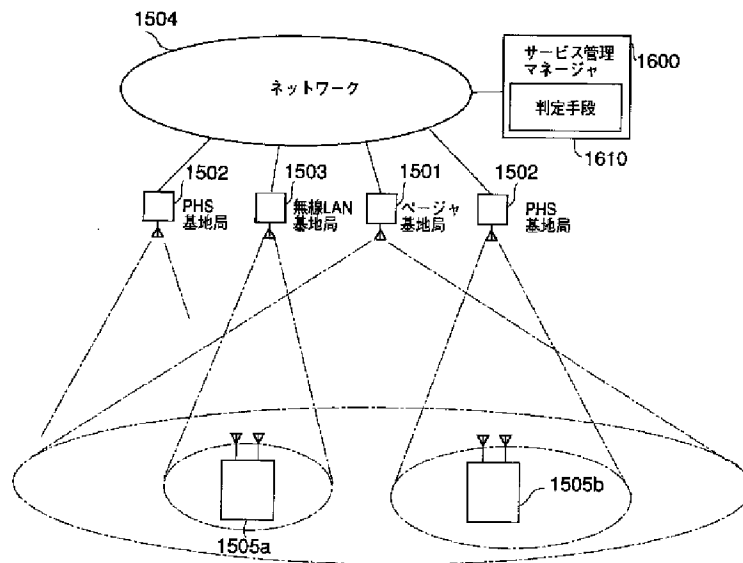 1504
ネットワーク
サービス管理
マネージャ
1600
判定手段
1610
1502
PHS
基地局
1503
無線LAN
基地局
1501
ページャ
基地局
1502
PHS
基地局
1505a
1505b